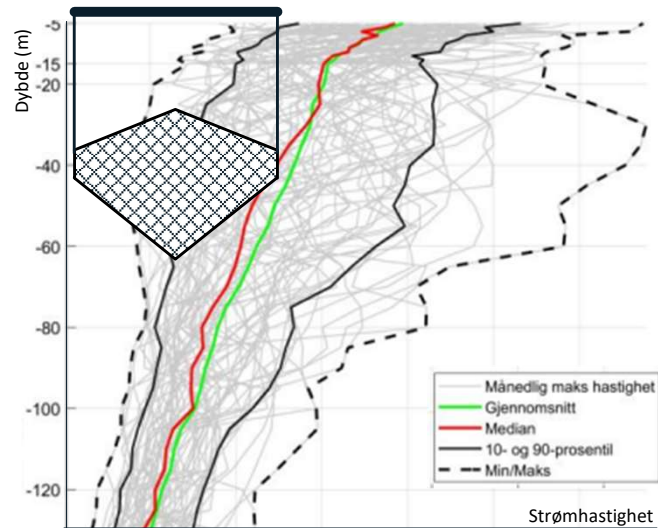 Dybde (m)
-5
-15
-20
-40
-60
-80
-100
-120
Månedlig maks hastighet
Gjennomsnitt
Median
10- og 90-prosentil
Min/Maks
Strømhastighet